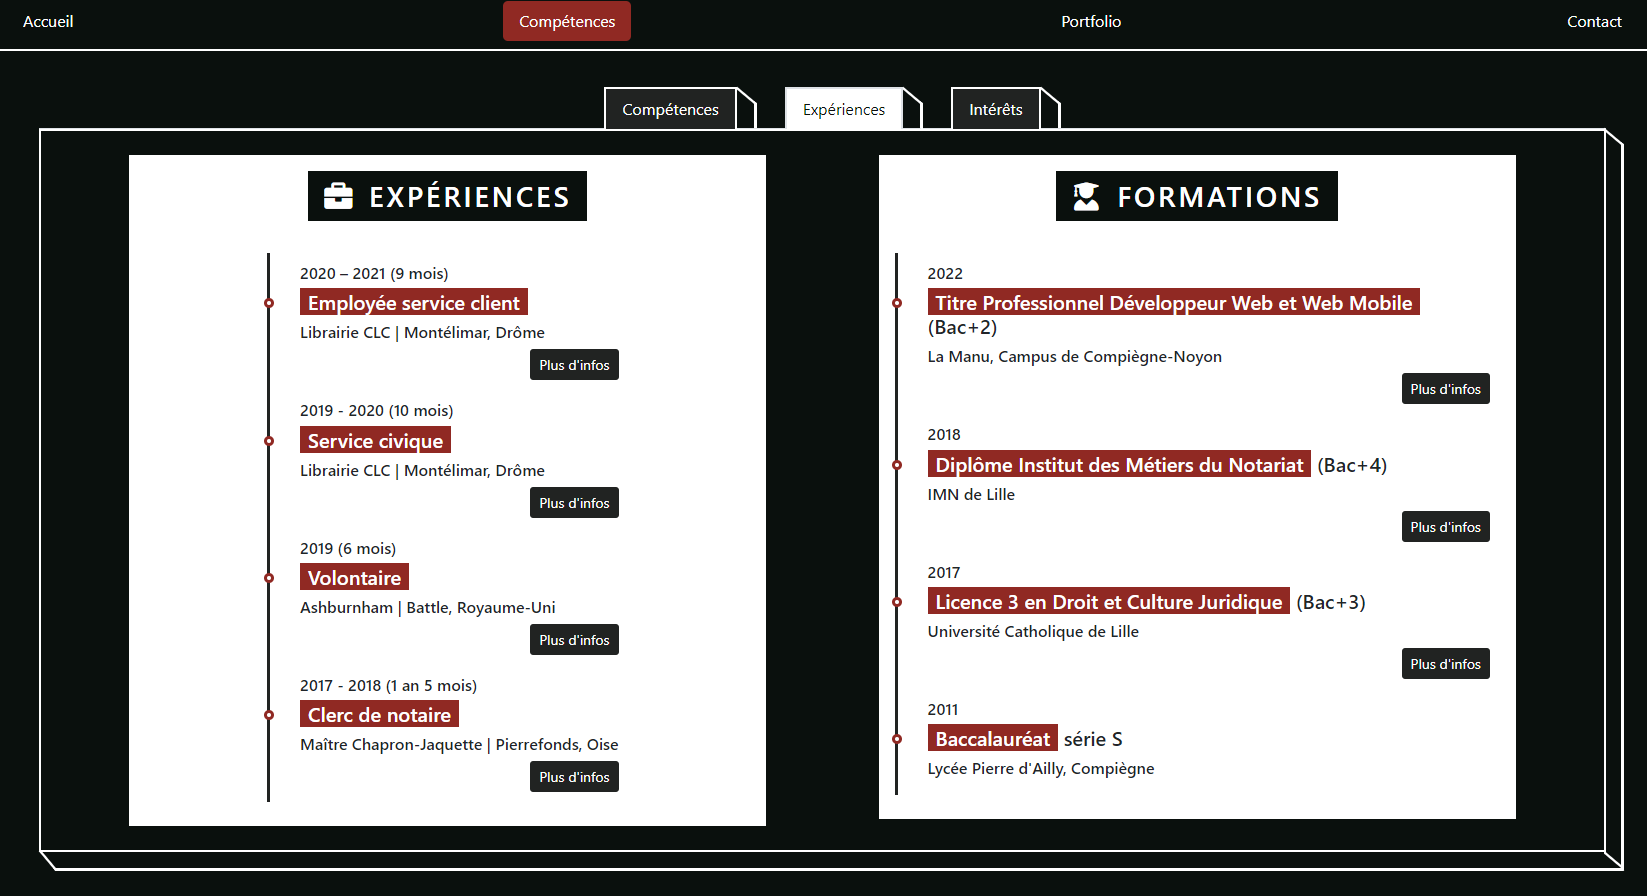 Accueil
Compétences
Portfolio
Contact
Compétences
Expériences
Intérêts
EXPÉRIENCES
2020 – 2021 (9 mois)
Employée service client
Librairie CLC | Montélimar, Drôme
Plus d'infos
2019 - 2020 (10 mois)
Service civique
Librairie CLC | Montélimar, Drôme
Plus d'infos
2019 (6 mois)
Volontaire
Ashburnham | Battle, Royaume-Uni
Plus d'infos
2017 - 2018 (1 an 5 mois)
Clerc de notaire
Maître Chapron-Jaquette | Pierrefonds, Oise
Plus d'infos
FORMATIONS
2022
Titre Professionnel Développeur Web et Web Mobile
(Bac+2)
La Manu, Campus de Compiègne-Noyon
Plus d'infos
2018
Diplôme Institut des Métiers du Notariat (Bac+4)
IMN de Lille
Plus d'infos
2017
Licence 3 en Droit et Culture Juridique (Bac+3)
Université Catholique de Lille
Plus d'infos
2011
Baccalauréat série S
Lycée Pierre d'Ailly, Compiègne